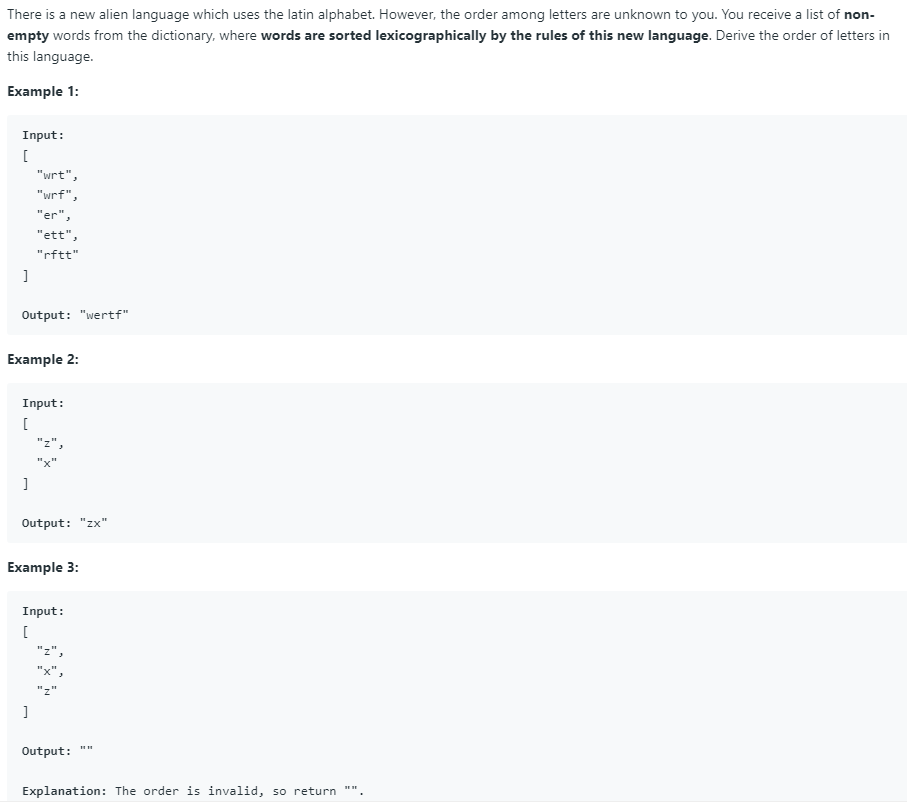 There is a new alien language which uses the latin alphabet. However, the order among letters are unknown to you. You receive a list of non-
empty words from the dictionary, where words are sorted lexicographically by the rules of this new language. Derive the order of letters in
this language.
Example 1:
Input:
[
"wrt",
"wrf",
"er",
"ett",
"rftt"
]
Output: "wertf"
Example 2:
Input:
[
"z",
"x"
]
Output: "zx"
Example 3:
Input:
[
"z",
"x",
"z"
]
Output: ""
Explanation: The order is invalid, so return "".